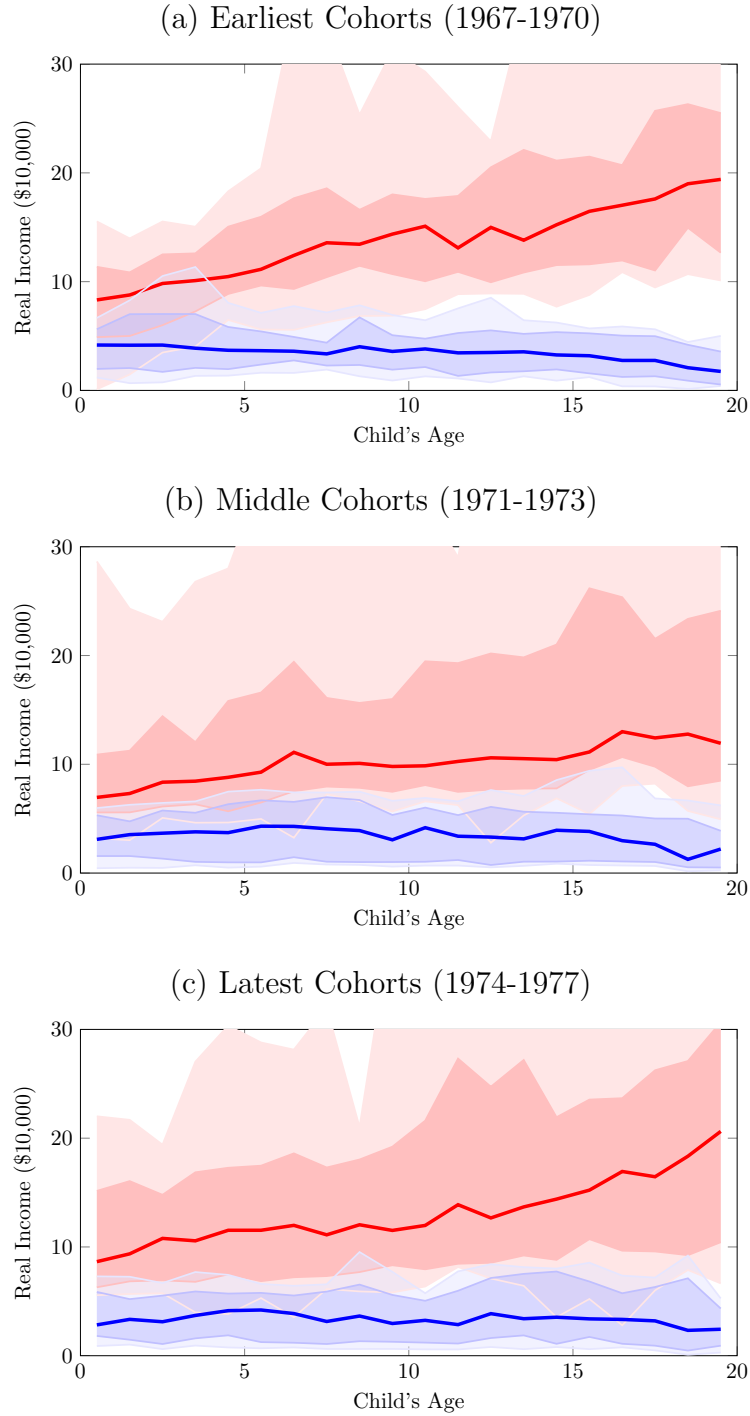 (a) Earliest Cohorts (1967-1970)
30
20
10
0
0 5 10 15 20
Real Income ($10,000)
Child's Age
(b) Middle Cohorts (1971-1973)
30
20
10
0
0 5 10 15 20
Real Income ($10,000)
Child's Age
(c) Latest Cohorts (1974-1977)
30
20
10
0
0 5 10 15 20
Real Income ($10,000)
Child's Age